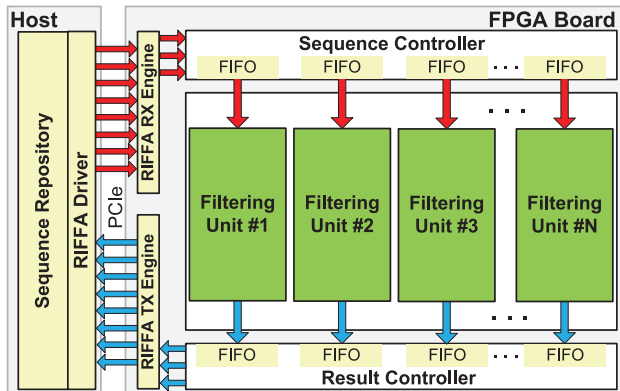 Host
FPGA Board
Sequence Repository
RIFFA Driver
PCIe
RIFFA RX Engine
Sequence Controller
FIFO FIFO FIFO ... FIFO
...
Filtering
Unit #1
Filtering
Unit #2
Filtering
Unit #3
Filtering
Unit #N
...
RIFFA TX Engine
FIFO FIFO FIFO ... FIFO
Result Controller